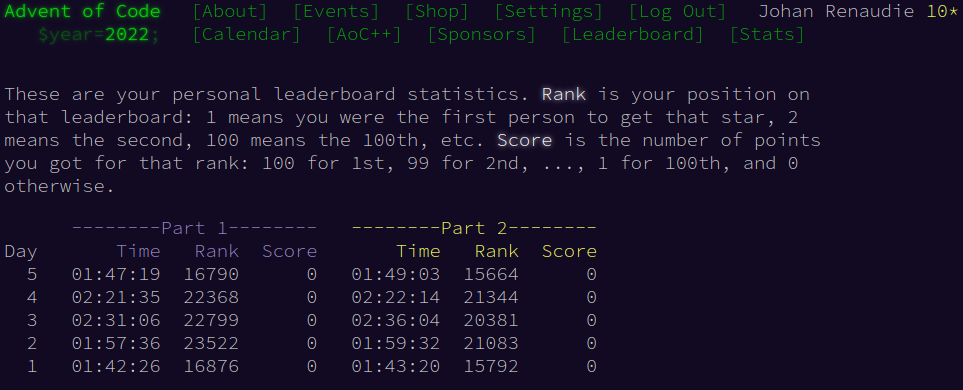 Advent of Code [About] [Events] [Shop] [Settings] [Log Out] Johan Renaudie 10*
$year=2022; [Calendar] [AoC++] [Sponsors] [Leaderboard] [Stats]
These are your personal leaderboard statistics. Rank is your position on
that leaderboard: 1 means you were the first person to get that star, 2
means the second, 100 means the 100th, etc. Score is the number of points
you got for that rank: 100 for 1st, 99 for 2nd, ..., 1 for 100th, and 0
otherwise.
--------Part 1-------- --------Part 2--------
Day Time Rank Score Time Rank Score
5 01:47:19 16790 0 01:49:03 15664 0
4 02:21:35 22368 0 02:22:14 21344 0
3 02:31:06 22799 0 02:36:04 20381 0
2 01:57:36 23522 0 01:59:32 21083 0
1 01:42:26 16876 0 01:43:20 15792 0